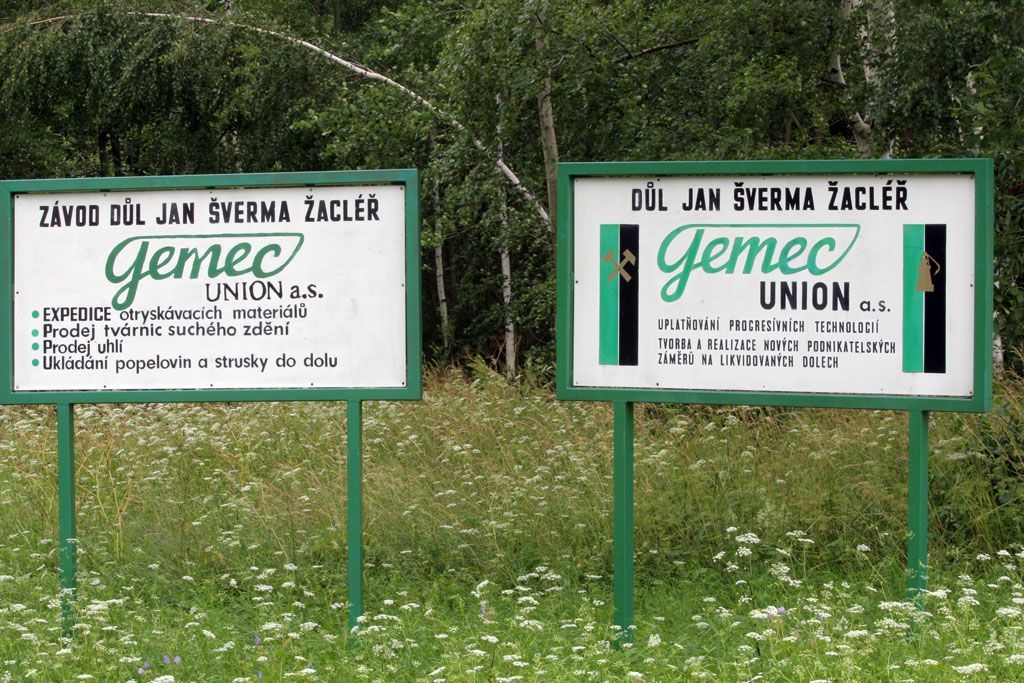 ZÁVOD DŮL JAN ŠVERMA ŽACLÉŘ
Gemec
UNION a.s.
EXPEDICE otryskávacích materiálů
Prodej tvárnic suchého zdění
Prodej uhlí
Ukládání popelovin a strusky do dolu
DŮL JAN ŠVERMA ŽACLÉŘ
Gemec
UNION a.s.
UPLATŇOVÁNÍ PROGRESÍVNÍCH TECHNOLOGIÍ
TVORBA A REALIZACE NOVÝCH PODNIKATELSKÝCH
ZÁMĚRŮ NA LIKVIDOVANÝCH DOLECH